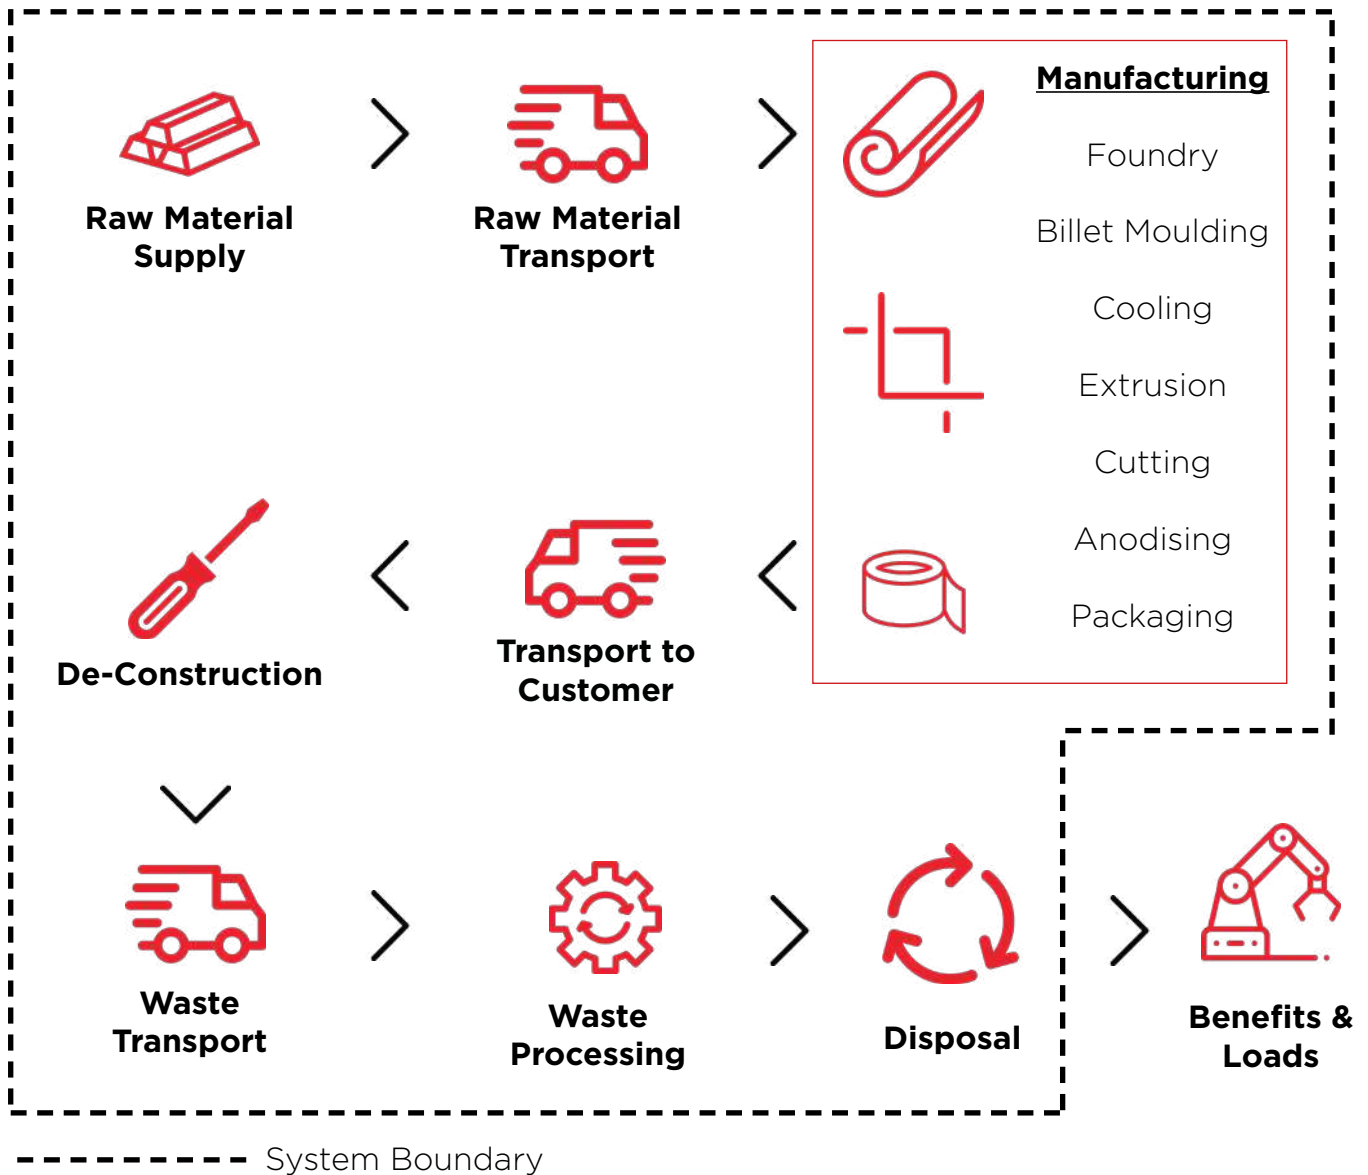 Raw Material
Supply
Raw Material
Transport
Manufacturing
Foundry
Billet Moulding
Cooling
Extrusion
Cutting
Anodising
Packaging
Transport to
Customer
De-Construction
Waste
Transport
Waste
Processing
Disposal
Benefits &
Loads
System Boundary